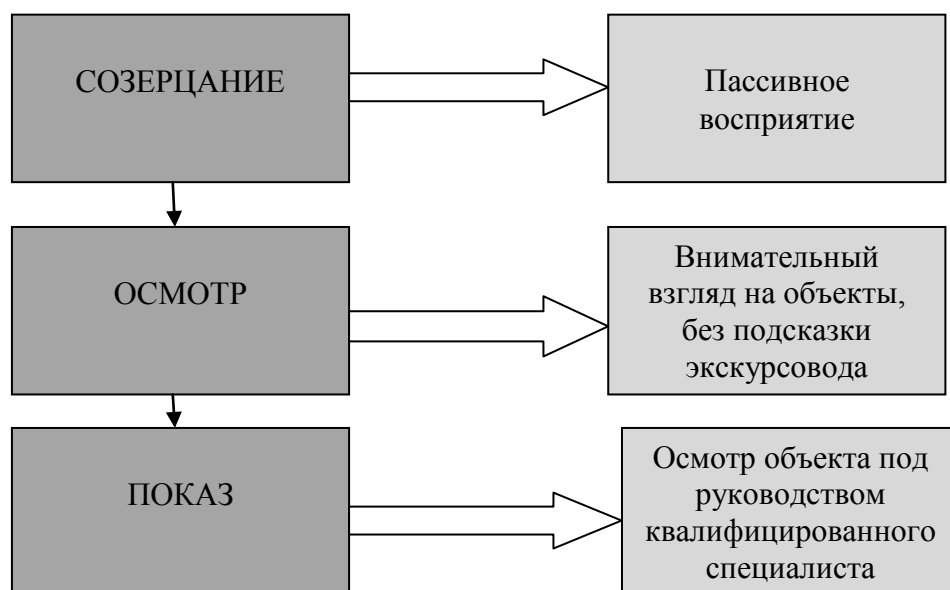 СОЗЕРЦАНИЕ
Пассивное
восприятие
ОСМОТР
Внимательный
взгляд на объекты,
без подсказки
экскурсовода
ПОКАЗ
Осмотр объекта под
руководством
квалифицированного
специалиста